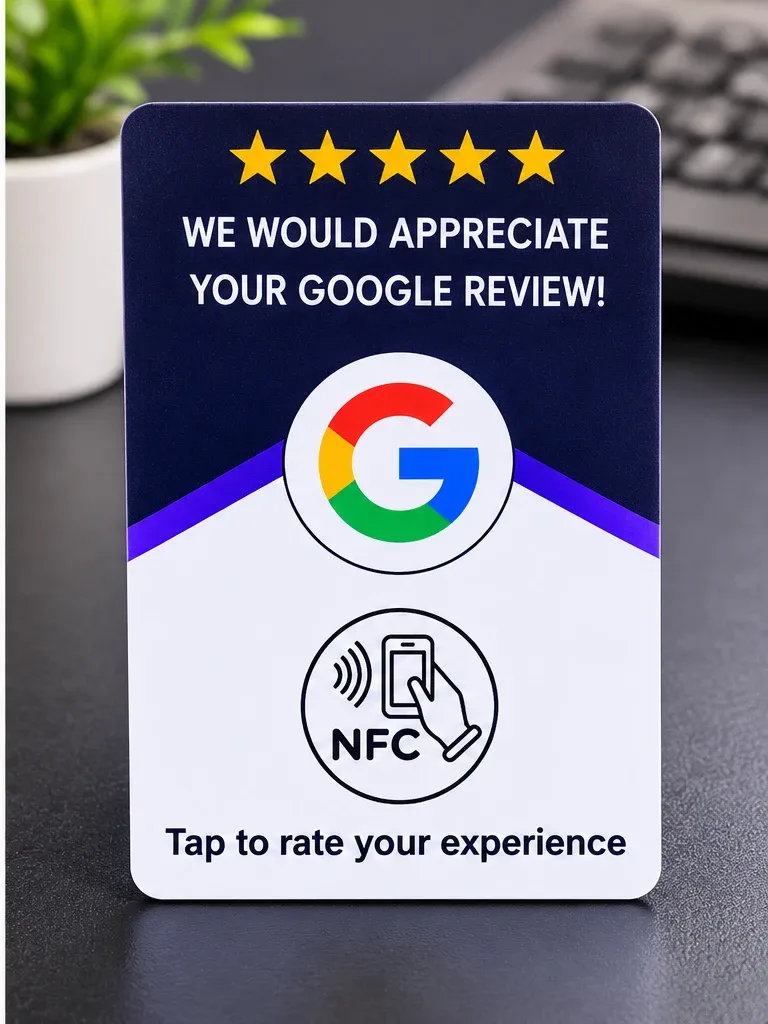 WE WOULD APPRECIATE
YOUR GOOGLE REVIEW!
G
NFC
Tap to rate your experience